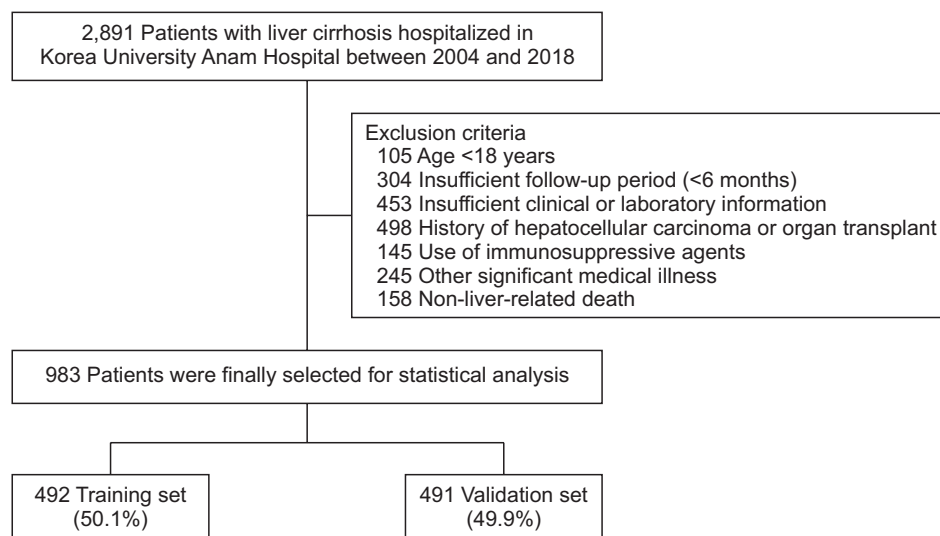 2,891 Patients with liver cirrhosis hospitalized in
Korea University Anam Hospital between 2004 and 2018
Exclusion criteria
105 Age <18 years
304 Insufficient follow-up period (<6 months)
453 Insufficient clinical or laboratory information
498 History of hepatocellular carcinoma or organ transplant
145 Use of immunosuppressive agents
245 Other significant medical illness
158 Non-liver-related death
983 Patients were finally selected for statistical analysis
492 Training set
(50.1%)
491 Validation set
(49.9%)